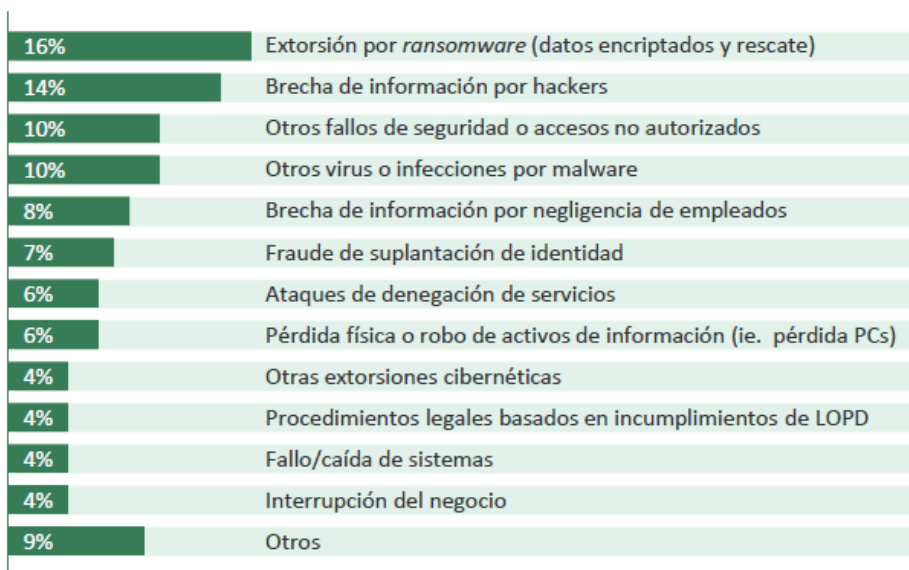 16% Extorsión por ransomware (datos encriptados y rescate)
14% Brecha de información por hackers
10% Otros fallos de seguridad o accesos no autorizados
10% Otros virus o infecciones por malware
8% Brecha de información por negligencia de empleados
7% Fraude de suplantación de identidad
6% Ataques de denegación de servicios
6% Pérdida física o robo de activos de información (ie. pérdida PCs)
4% Otras extorsiones cibernéticas
4% Procedimientos legales basados en incumplimientos de LOPD
4% Fallo/caída de sistemas
4% Interrupción del negocio
9% Otros